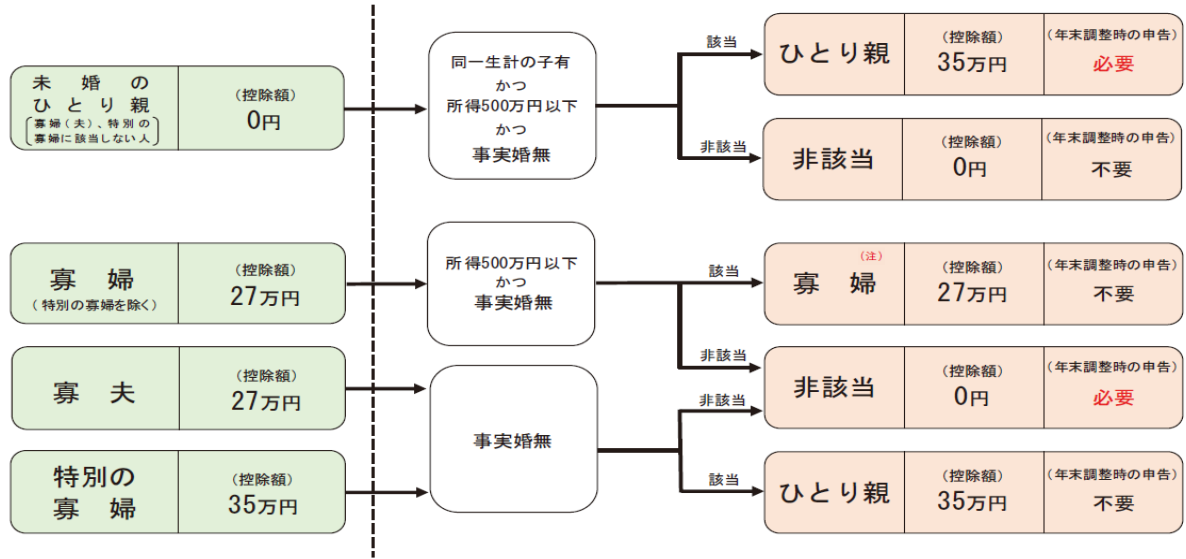 未婚の
ひとり親
〔寡婦(夫)、特別の
寡婦に該当しない人〕
(控除額)
0円
同一生計の子有
かつ
所得500万円以下
かつ
事実婚無
該当
ひとり親
(控除額)
35万円
(年末調整時の申告)
必要
非該当
非該当
(控除額)
0円
(年末調整時の申告)
不要
寡婦
(特別の寡婦を除く)
(控除額)
27万円
所得500万円以下
かつ
事実婚無
該当
(注)
寡婦
(控除額)
27万円
(年末調整時の申告)
不要
寡夫
(控除額)
27万円
非該当
非該当
非該当
(控除額)
0円
(年末調整時の申告)
必要
事実婚無
特別の
寡婦
(控除額)
35万円
該当
ひとり親
(控除額)
35万円
(年末調整時の申告)
不要